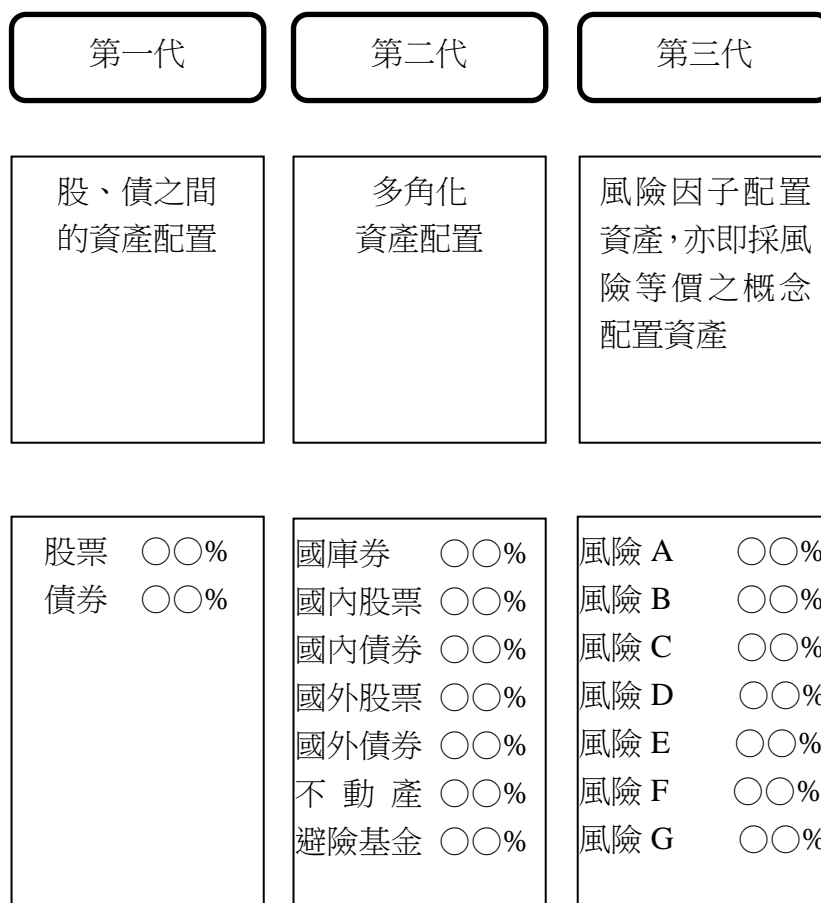 第一代
第二代
第三代
股、債之間
的資產配置
多角化
資產配置
風險因子配置
資產，亦即採風
險等價之概念
配置資產
股票 ○○%
債券 ○○%
國庫券 ○○%
國內股票 ○○%
國內債券 ○○%
國外股票 ○○%
國外債券 ○○%
不動產 ○○%
避險基金 ○○%
風險 A ○○%
風險 B ○○%
風險 C ○○%
風險 D ○○%
風險 E ○○%
風險 F ○○%
風險 G ○○%